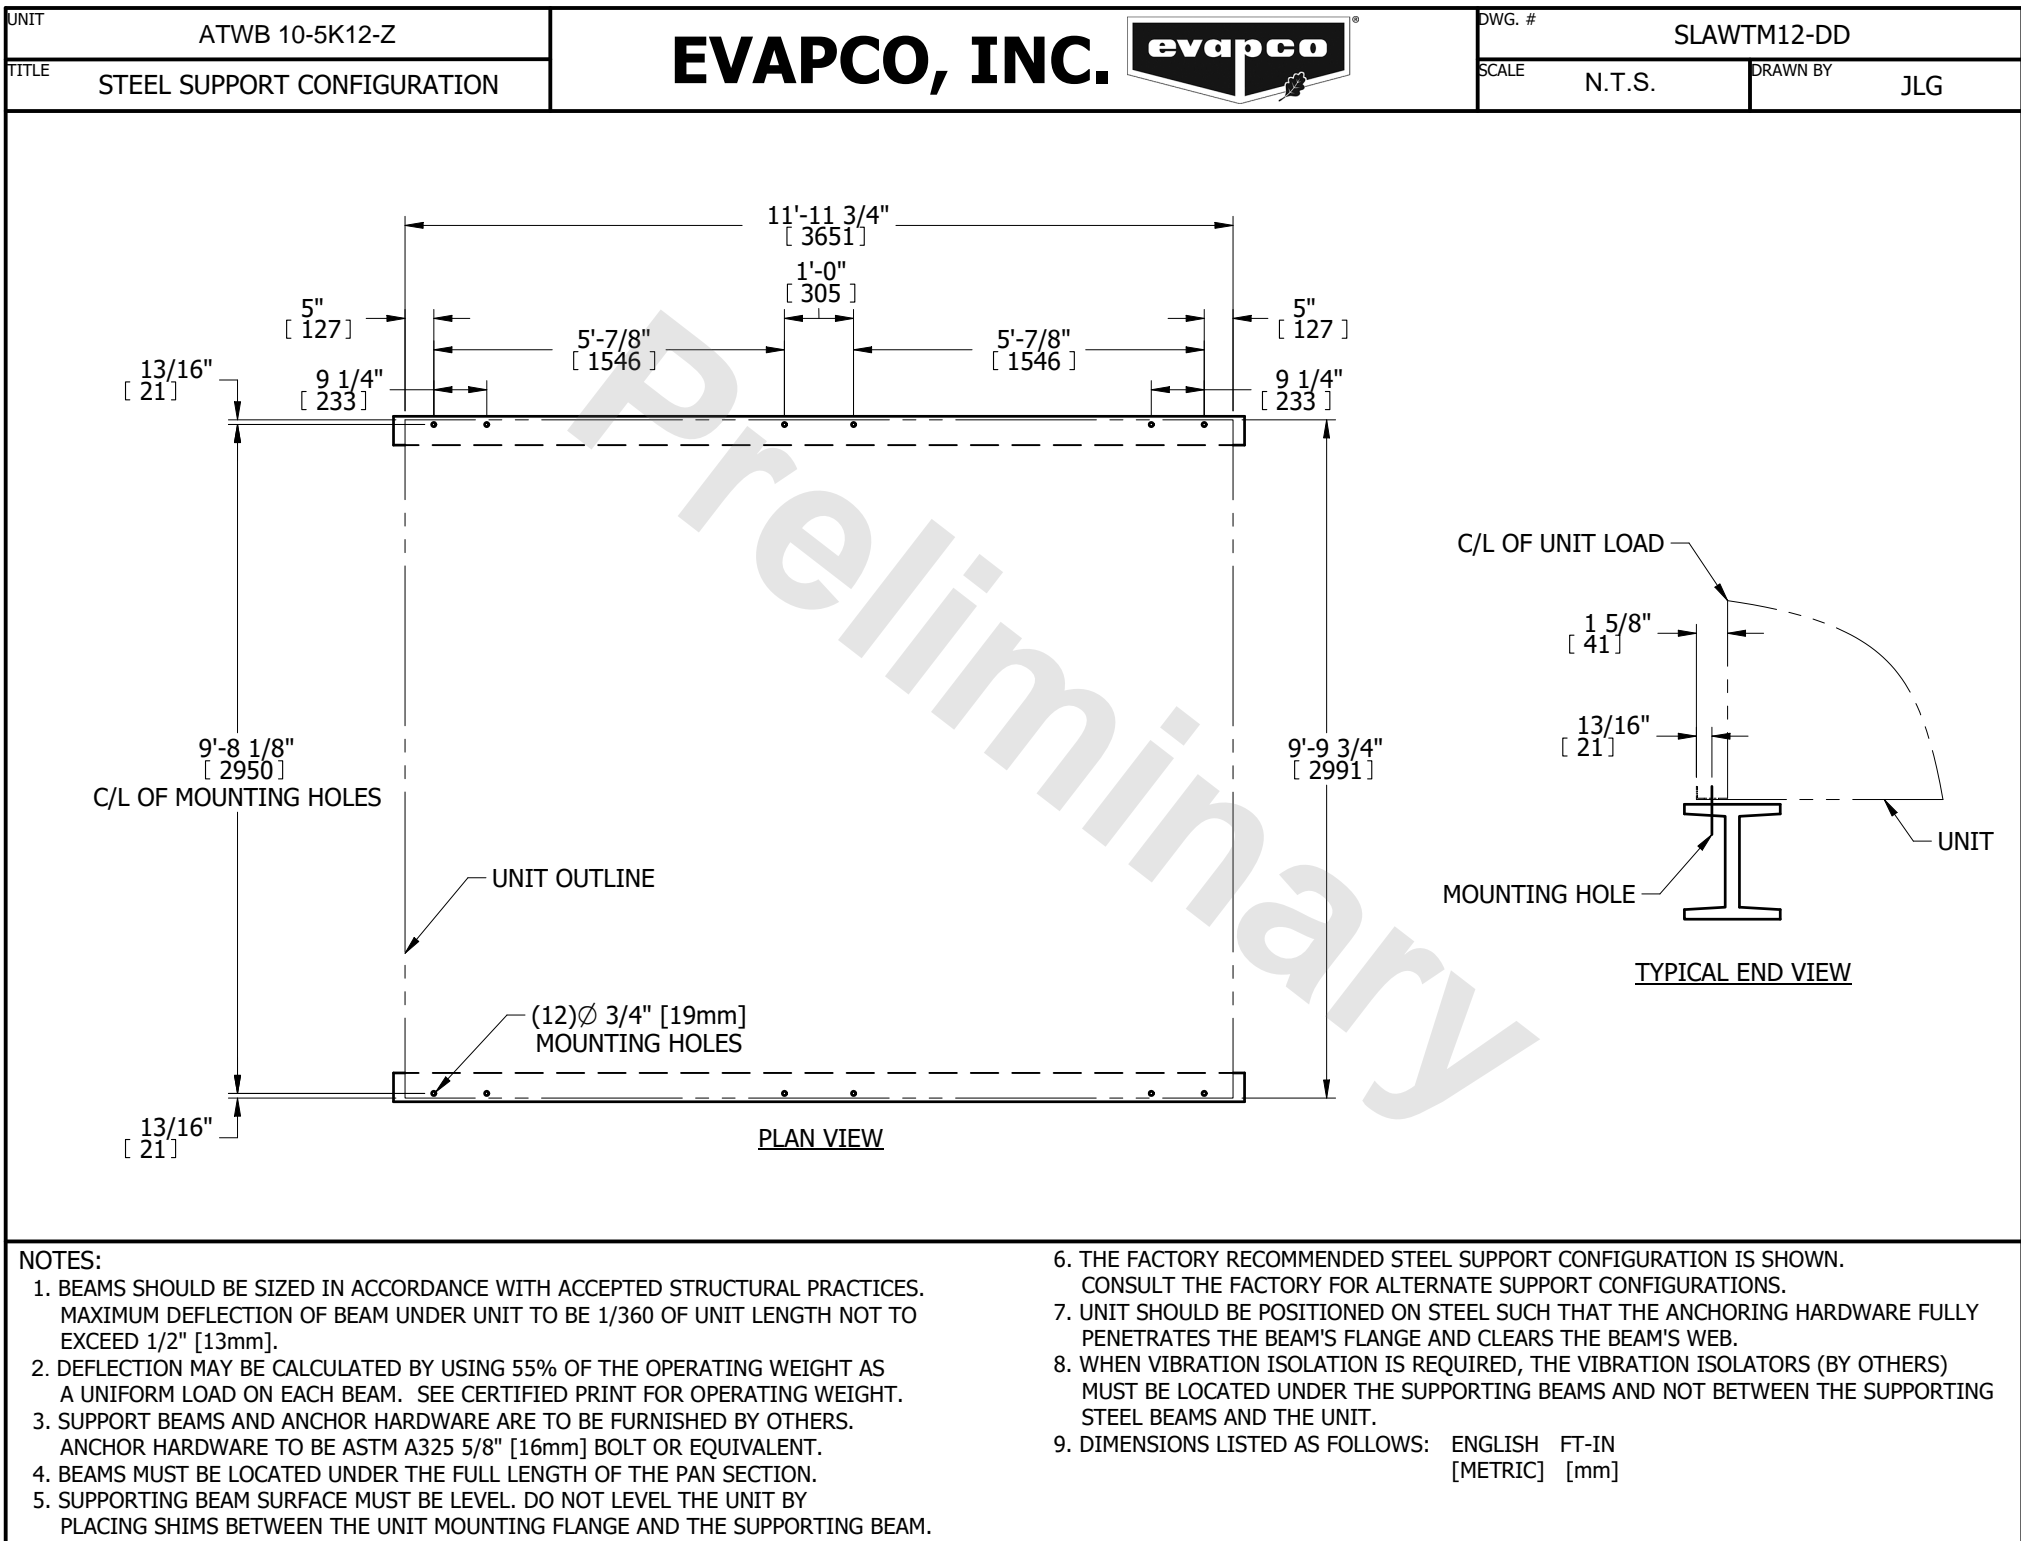 UNIT
ATWB 10-5K12-Z
TITLE
STEEL SUPPORT CONFIGURATION
EVAPCO, INC.
evapco
®
DWG. #
SLAWTM12-DD
SCALE
N.T.S.
DRAWN BY
JLG
11'-11 3/4"
[ 3651 ]
1'-0"
[ 305 ]
5"
[ 127 ]
5"
[ 127 ]
5'-7/8"
[ 1546 ]
5'-7/8"
[ 1546 ]
13/16"
[ 21 ]
9 1/4"
[ 233 ]
9 1/4"
[ 233 ]
Preliminary
C/L OF UNIT LOAD
1 5/8"
[ 41 ]
13/16"
[ 21 ]
9'-8 1/8"
[ 2950 ]
C/L OF MOUNTING HOLES
9'-9 3/4"
[ 2991 ]
UNIT
MOUNTING HOLE
TYPICAL END VIEW
UNIT OUTLINE
(12)∅ 3/4" [19mm]
MOUNTING HOLES
13/16"
[ 21 ]
PLAN VIEW
NOTES:
1. BEAMS SHOULD BE SIZED IN ACCORDANCE WITH ACCEPTED STRUCTURAL PRACTICES.
MAXIMUM DEFLECTION OF BEAM UNDER UNIT TO BE 1/360 OF UNIT LENGTH NOT TO
EXCEED 1/2" [13mm].
2. DEFLECTION MAY BE CALCULATED BY USING 55% OF THE OPERATING WEIGHT AS
A UNIFORM LOAD ON EACH BEAM. SEE CERTIFIED PRINT FOR OPERATING WEIGHT.
3. SUPPORT BEAMS AND ANCHOR HARDWARE ARE TO BE FURNISHED BY OTHERS.
ANCHOR HARDWARE TO BE ASTM A325 5/8" [16mm] BOLT OR EQUIVALENT.
4. BEAMS MUST BE LOCATED UNDER THE FULL LENGTH OF THE PAN SECTION.
5. SUPPORTING BEAM SURFACE MUST BE LEVEL. DO NOT LEVEL THE UNIT BY
PLACING SHIMS BETWEEN THE UNIT MOUNTING FLANGE AND THE SUPPORTING BEAM.
6. THE FACTORY RECOMMENDED STEEL SUPPORT CONFIGURATION IS SHOWN.
CONSULT THE FACTORY FOR ALTERNATE SUPPORT CONFIGURATIONS.
7. UNIT SHOULD BE POSITIONED ON STEEL SUCH THAT THE ANCHORING HARDWARE FULLY
PENETRATES THE BEAM'S FLANGE AND CLEARS THE BEAM'S WEB.
8. WHEN VIBRATION ISOLATION IS REQUIRED, THE VIBRATION ISOLATORS (BY OTHERS)
MUST BE LOCATED UNDER THE SUPPORTING BEAMS AND NOT BETWEEN THE SUPPORTING
STEEL BEAMS AND THE UNIT.
9. DIMENSIONS LISTED AS FOLLOWS: ENGLISH FT-IN
[METRIC] [mm]